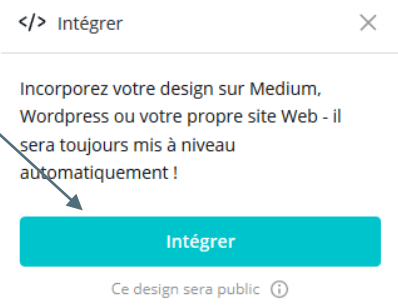 </> Intégrer
Incorporez votre design sur Medium,
Wordpress ou votre propre site Web - il
sera toujours mis à niveau
automatiquement !
Intégrer
Ce design sera public